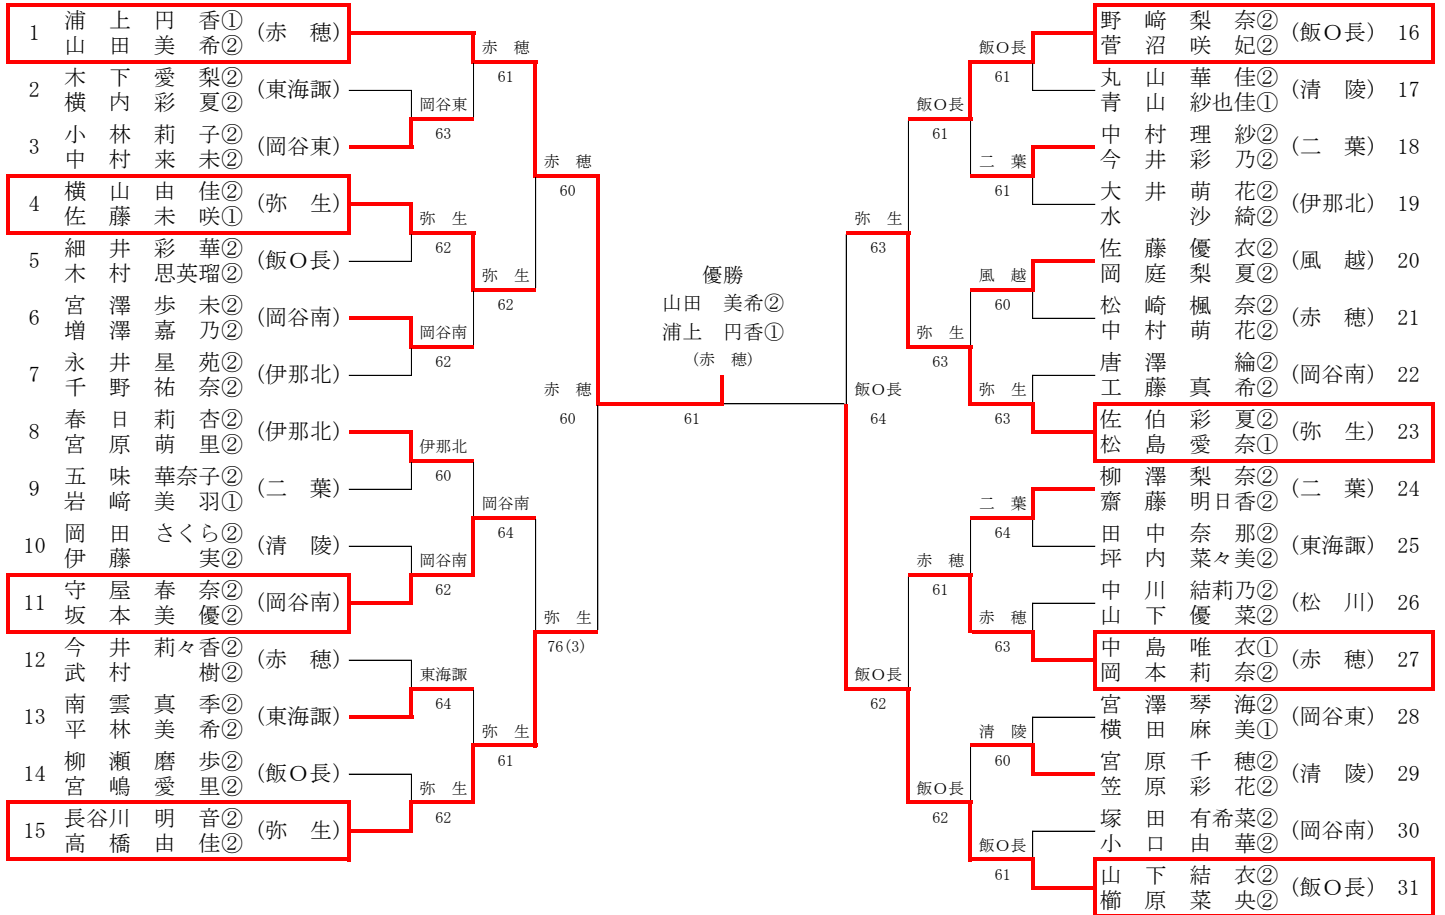 1 浦上円香① 山田美希② (赤穂)
2 木下愛梨② 横内彩夏② (東海諏)
3 小林莉子② 中村来未② (岡谷東)
4 横山由佳② 佐藤未咲① (弥生)
5 細井彩華② 木村思英瑠② (飯O長)
6 宮澤歩未② 増澤嘉乃② (岡谷南)
7 永井星苑② 千野祐奈② (伊那北)
8 春日莉杏② 宮原萌里② (伊那北)
9 五味華奈子② 岩﨑美羽① (二葉)
10 岡田さくら② 伊藤実② (清陵)
11 守屋春奈② 坂本美優② (岡谷南)
12 今井莉々香② 武村樹② (赤穂)
13 南雲真季② 平林美希② (東海諏)
14 柳瀬磨歩② 宮嶋愛里② (飯O長)
15 長谷川明音② 高橋由佳② (弥生)
赤穂
61
岡谷東
63
弥生
62
岡谷南
62
伊那北
60
岡谷南
62
東海諏
64
弥生
62
赤穂
60
弥生
62
岡谷南
64
弥生
61
赤穂
60
弥生
76(3)
優勝
山田 美希②
浦上 円香①
(赤穂)
61
飯O長
64
弥生
63
飯O長
62
飯O長
61
弥生
63
赤穂
61
飯O長
62
飯O長
61
二葉
61
風越
60
弥生
63
二葉
64
赤穂
63
清陵
60
飯O長
61
野﨑梨奈② 菅沼咲妃② (飯O長) 16
丸山華佳② 青山紗也佳① (清陵) 17
中村理紗② 今井彩乃② (二葉) 18
大井萌花② 水沙綺② (伊那北) 19
佐藤優衣② 岡庭梨夏② (風越) 20
松崎楓奈② 中村萌花② (赤穂) 21
唐澤綸② 工藤真希② (岡谷南) 22
佐伯彩夏② 松島愛奈① (弥生) 23
柳澤梨奈② 齋藤明日香② (二葉) 24
田中奈那② 坪内菜々美② (東海諏) 25
中川結莉乃② 山下優菜② (松川) 26
中島唯衣① 岡本莉奈② (赤穂) 27
宮澤琴海② 横田麻美① (岡谷東) 28
宮原千穂② 笠原彩花② (清陵) 29
塚田有希菜② 小口由華② (岡谷南) 30
山下結衣② 櫛原菜央② (飯O長) 31